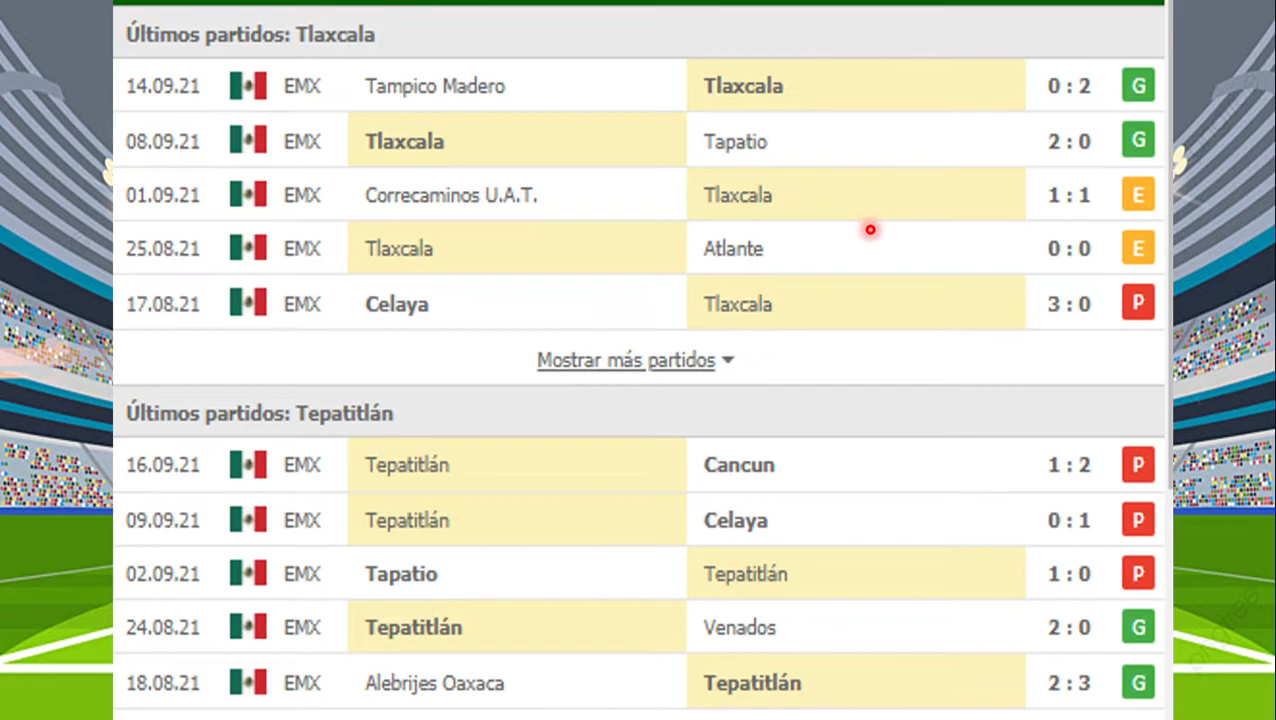 Últimos partidos: Tlaxcala
14.09.21 EMX Tampico Madero Tlaxcala 0 : 2 G
08.09.21 EMX Tlaxcala Tapatio 2 : 0 G
01.09.21 EMX Correcaminos U.A.T. Tlaxcala 1 : 1 E
25.08.21 EMX Tlaxcala Atlante 0 : 0 E
17.08.21 EMX Celaya Tlaxcala 3 : 0 P
Mostrar más partidos
Últimos partidos: Tepatitlán
16.09.21 EMX Tepatitlán Cancun 1 : 2 P
09.09.21 EMX Tepatitlán Celaya 0 : 1 P
02.09.21 EMX Tapatio Tepatitlán 1 : 0 P
24.08.21 EMX Tepatitlán Venados 2 : 0 G
18.08.21 EMX Alebrijes Oaxaca Tepatitlán 2 : 3 G